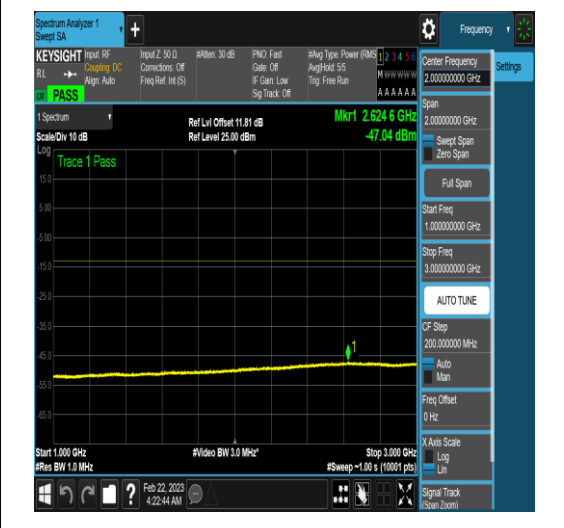 Spectrum Analyzer 1
Swept SA
+
Frequency
KEYSIGHT
RL
PASS
Input: RF
Coupling: DC
Align: Auto
Input Z: 50 Ω
Corrections: Off
Freq Ref: Int (S)
#Atten: 30 dB
PNO: Fast
Gate: Off
IF Gain: Low
Sig Track: Off
#Avg Type: Power (RMS
Avg|Hold: 5/5
Trig: Free Run
1 2 3 4 5 6
M W W W W W
A A A A A A
1 Spectrum
Scale/Div 10 dB
Ref Lvl Offset 11.81 dB
Ref Level 25.00 dBm
Mkr1 2.624 6 GHz
-47.04 dBm
Log
Trace 1 Pass
15.0
5.00
-5.00
-15.0
-25.0
-35.0
-45.0
-55.0
-65.0
1
Start 1.000 GHz
#Res BW 1.0 MHz
#Video BW 3.0 MHz*
Stop 3.000 GHz
#Sweep ~1.00 s (10001 pts)
Center Frequency
2.000000000 GHz
Settings
Span
2.00000000 GHz
Swept Span
Zero Span
Full Span
Start Freq
1.000000000 GHz
Stop Freq
3.000000000 GHz
AUTO TUNE
CF Step
200.000000 MHz
Auto
Man
Freq Offset
0 Hz
X Axis Scale
Log
Lin
Signal Track
(Span Zoom)
?
Feb 22, 2023
4:22:44 AM